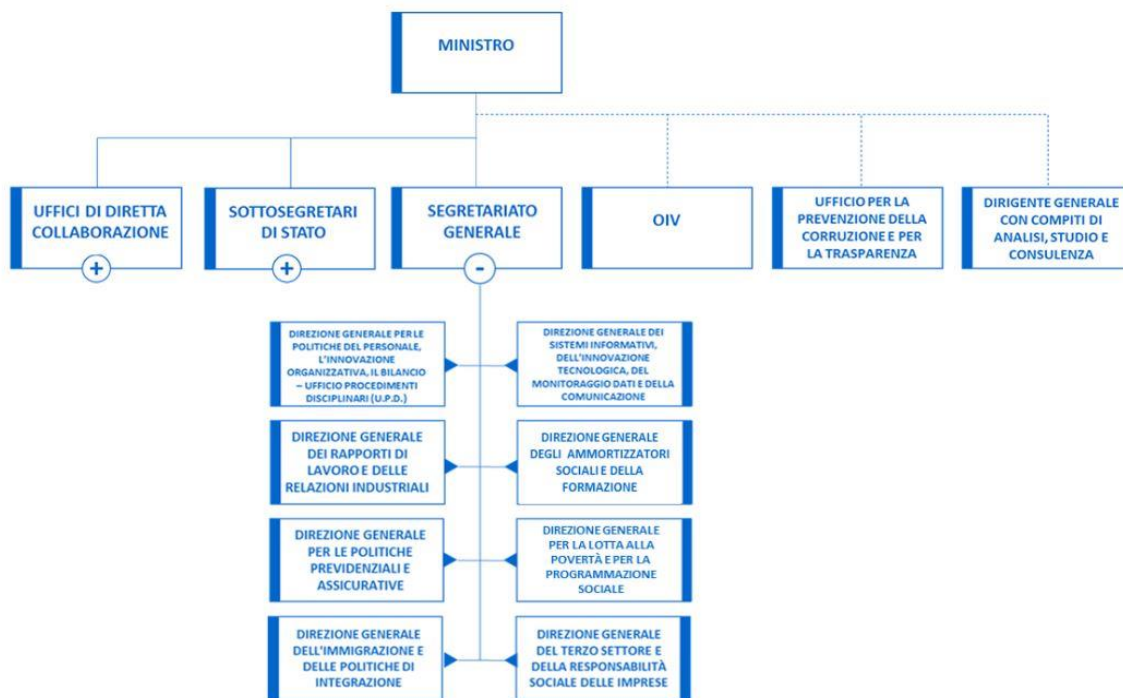 MINISTRO
UFFICI DI DIRETTA
COLLABORAZIONE
+
SOTTOSEGRETARI
DI STATO
+
SEGRETARIATO
GENERALE
-
OIV
UFFICIO PER LA
PREVENZIONE DELLA
CORRUZIONE E PER
LA TRASPARENZA
DIRIGENTE GENERALE
CON COMPITI DI
ANALISI, STUDIO E
CONSULENZA
DIREZIONE GENERALE PER LE
POLITICHE DEL PERSONALE,
L'INNOVAZIONE
ORGANIZZATIVA, IL BILANCIO
– UFFICIO PROCEDIMENTI
DISCIPLINARI (U.P.D.)
DIREZIONE GENERALE DEI
SISTEMI INFORMATIVI,
DELL'INNOVAZIONE
TECNOLOGICA, DEL
MONITORAGGIO DATI E DELLA
COMUNICAZIONE
DIREZIONE GENERALE
DEI RAPPORTI DI
LAVORO E DELLE
RELAZIONI INDUSTRIALI
DIREZIONE GENERALE
DEGLI AMMORTIZZATORI
SOCIALI E DELLA
FORMAZIONE
DIREZIONE GENERALE
PER LE POLITICHE
PREVIDENZIALI E
ASSICURATIVE
DIREZIONE GENERALE
PER LA LOTTA ALLA
POVERTÀ E PER LA
PROGRAMMAZIONE
SOCIALE
DIREZIONE GENERALE
DELL'IMMIGRAZIONE E
DELLE POLITICHE DI
INTEGRAZIONE
DIREZIONE GENERALE
DEL TERZO SETTORE E
DELLA RESPONSABILITÀ
SOCIALE DELLE IMPRESE